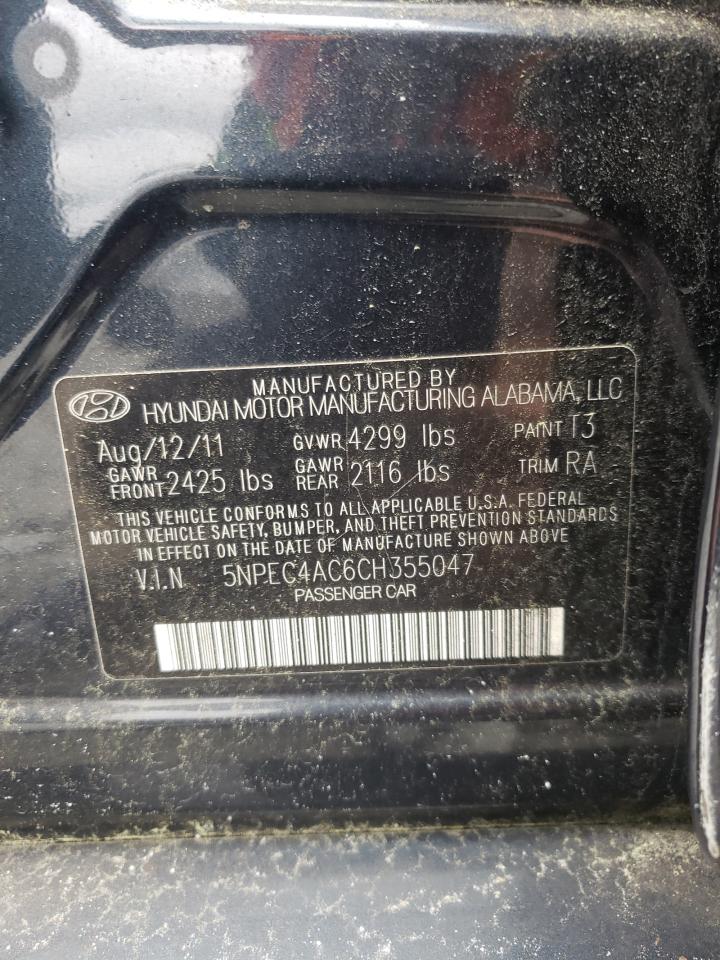 MANUFACTURED BY
HYUNDAI MOTOR MANUFACTURING ALABAMA, LLC
Aug/12/11 GVWR 4299 lbs PAINT T3
GAWR FRONT 2425 lbs GAWR REAR 2116 lbs TRIM RA
THIS VEHICLE CONFORMS TO ALL APPLICABLE U.S.A. FEDERAL
MOTOR VEHICLE SAFETY, BUMPER, AND THEFT PREVENTION STANDARDS
IN EFFECT ON THE DATE OF MANUFACTURE SHOWN ABOVE
V.I.N 5NPEC4AC6CH355047
PASSENGER CAR